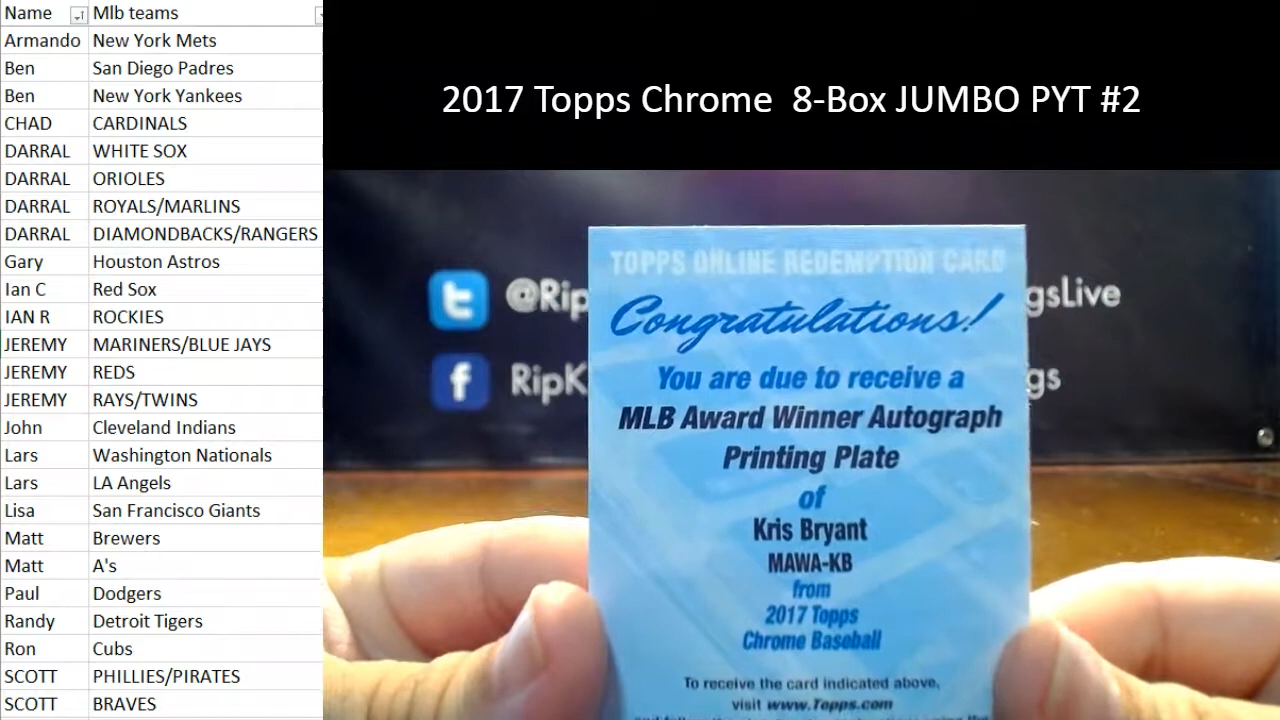 Name Mlb teams
Armando New York Mets
Ben San Diego Padres
Ben New York Yankees
CHAD CARDINALS
DARRAL WHITE SOX
DARRAL ORIOLES
DARRAL ROYALS/MARLINS
DARRAL DIAMONDBACKS/RANGERS
Gary Houston Astros
Ian C Red Sox
IAN R ROCKIES
JEREMY MARINERS/BLUE JAYS
JEREMY REDS
JEREMY RAYS/TWINS
John Cleveland Indians
Lars Washington Nationals
Lars LA Angels
Lisa San Francisco Giants
Matt Brewers
Matt A's
Paul Dodgers
Randy Detroit Tigers
Ron Cubs
SCOTT PHILLIES/PIRATES
SCOTT BRAVES
2017 Topps Chrome 8-Box JUMBO PYT #2
@Rip gsLive
RipK gs
TOPPS ONLINE REDEMPTION CARD
Congratulations!
You are due to receive a
MLB Award Winner Autograph
Printing Plate
of
Kris Bryant
MAWA-KB
from
2017 Topps
Chrome Baseball
To receive the card indicated above,
visit www.Topps.com